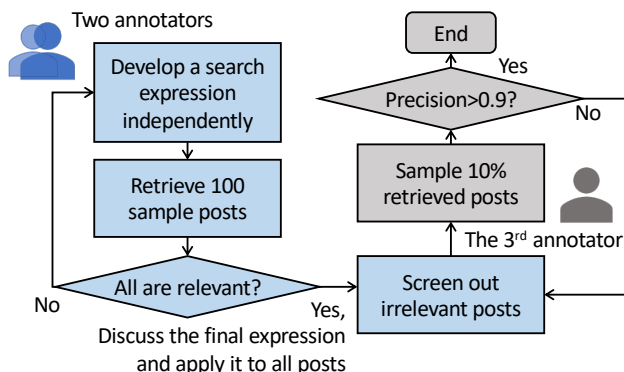 Two annotators
Develop a search
expression
independently
Retrieve 100
sample posts
All are relevant?
No
Yes,
Discuss the final expression
and apply it to all posts
End
Yes
Precision>0.9?
No
Sample 10%
retrieved posts
The 3rd annotator
Screen out
irrelevant posts